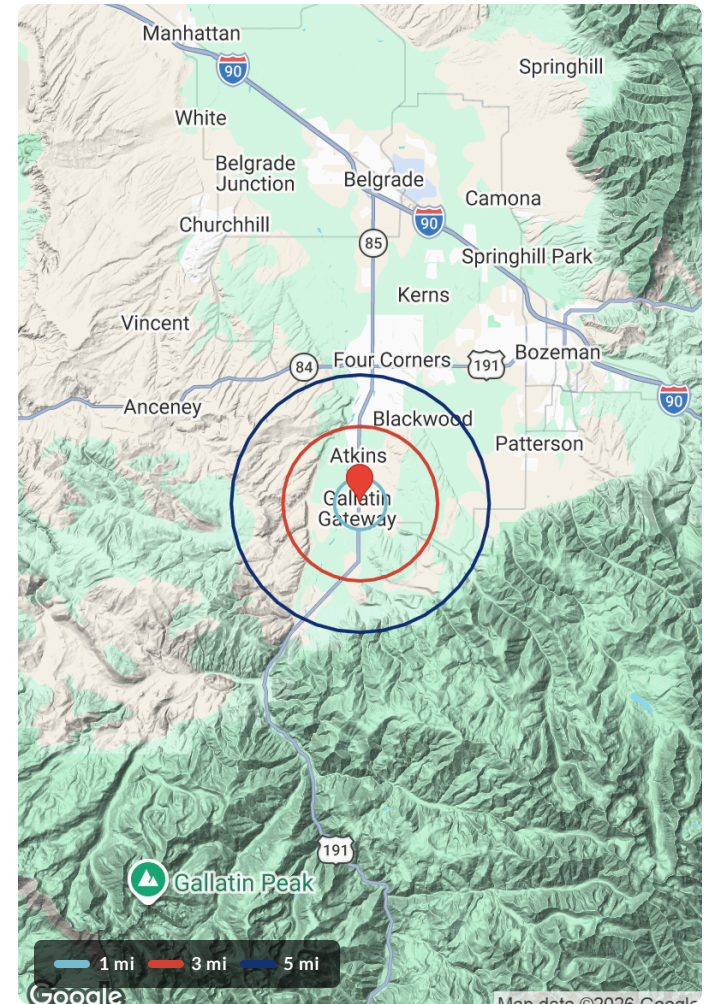 Manhattan
90
Springhill
White
Belgrade
Junction
Belgrade
Camona
Churchhill
90
85
Springhill Park
Kerns
Vincent
Four Corners
191
Bozeman
84
90
Anceney
Blackwood
Patterson
Atkins
Gallatin
Gateway
191
Gallatin Peak
1 mi 3 mi 5 mi
Google
Map data ©2026 Google